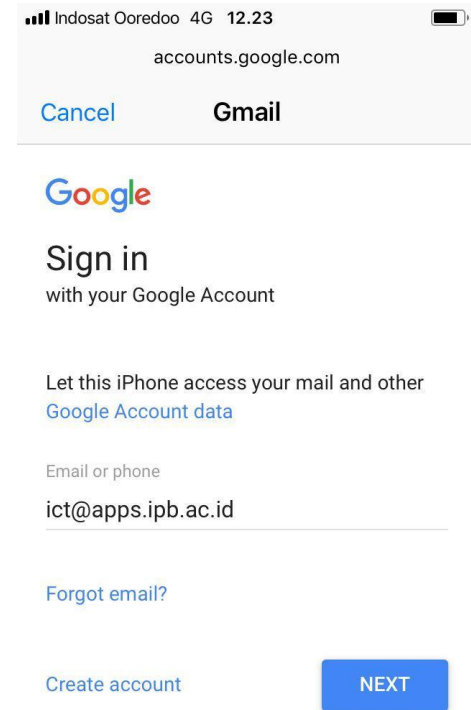 Indosat Ooredoo 4G 12.23
accounts.google.com
Cancel Gmail
Google
Sign in
with your Google Account
Let this iPhone access your mail and other
Google Account data
Email or phone
ict@apps.ipb.ac.id
Forgot email?
Create account NEXT